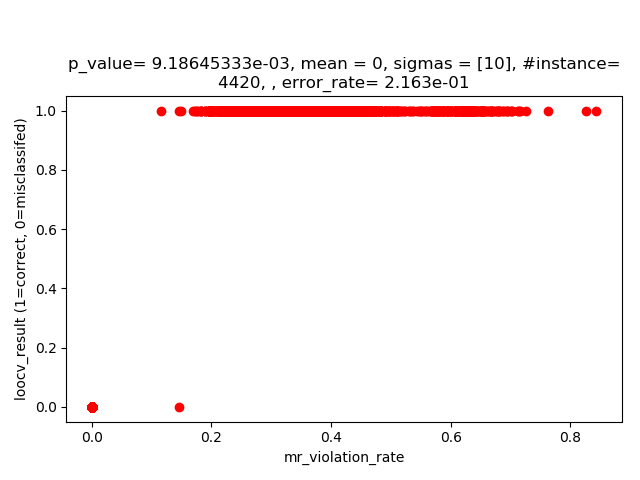 p_value= 9.18645333e-03, mean = 0, sigmas = [10], #instance=
4420, , error_rate= 2.163e-01
1.0
0.8
0.6
0.4
0.2
0.0
loocv_result (1=correct, 0=misclassifed)
0.0 0.2 0.4 0.6 0.8
mr_violation_rate